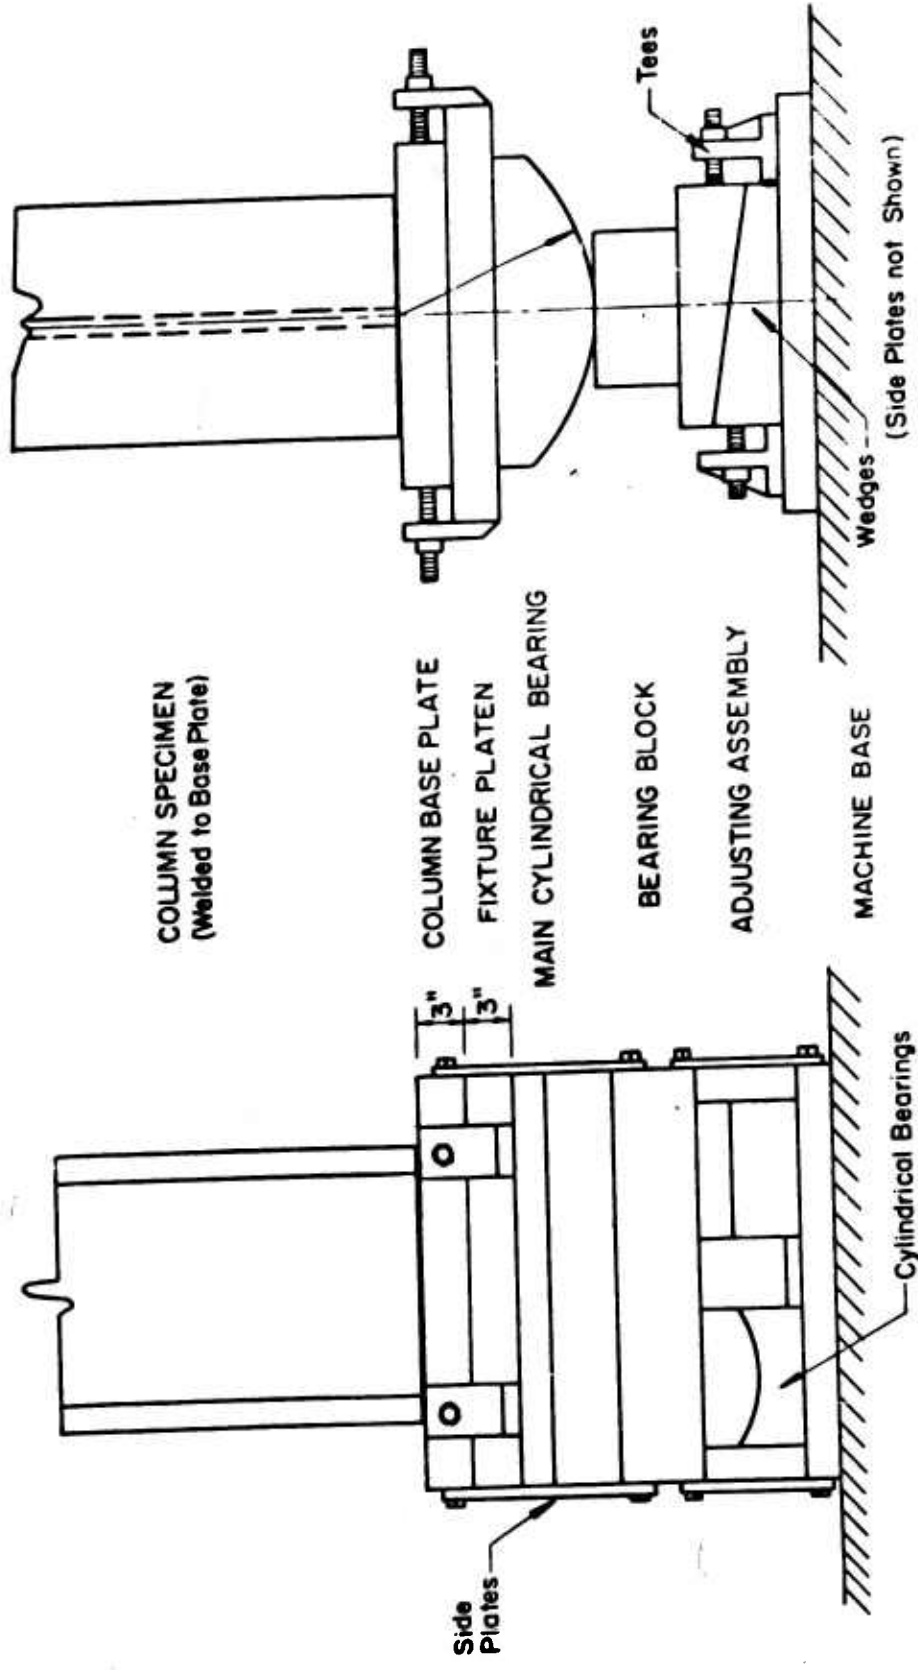 COLUMN SPECIMEN
(Welded to Base Plate)
3"
COLUMN BASE PLATE
3"
FIXTURE PLATEN
MAIN CYLINDRICAL BEARING
BEARING BLOCK
ADJUSTING ASSEMBLY
MACHINE BASE
Side
Plates
Cylindrical Bearings
Tees
Wedges
(Side Plates not Shown)